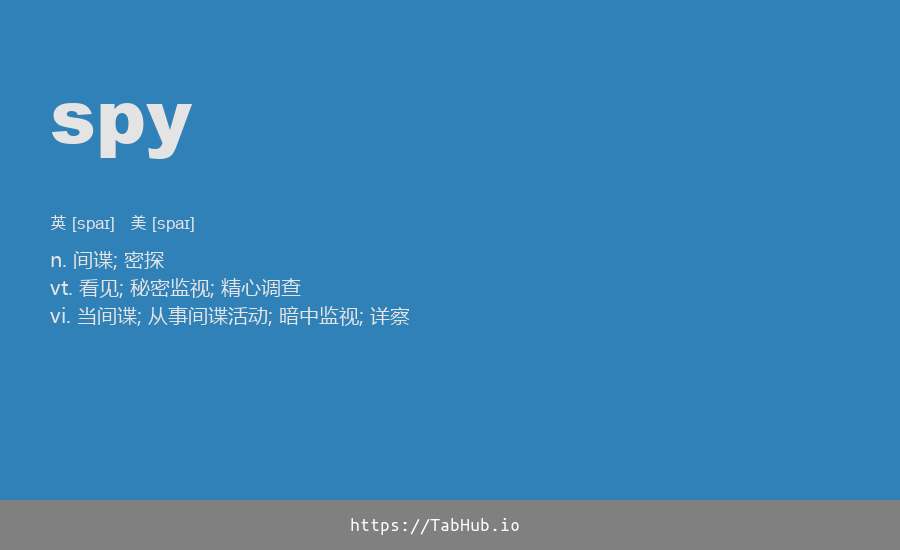 spy
英 [spaɪ] 美 [spaɪ]
n. 间谍; 密探
vt. 看见; 秘密监视; 精心调查
vi. 当间谍; 从事间谍活动; 暗中监视; 详察
https://TabHub.io